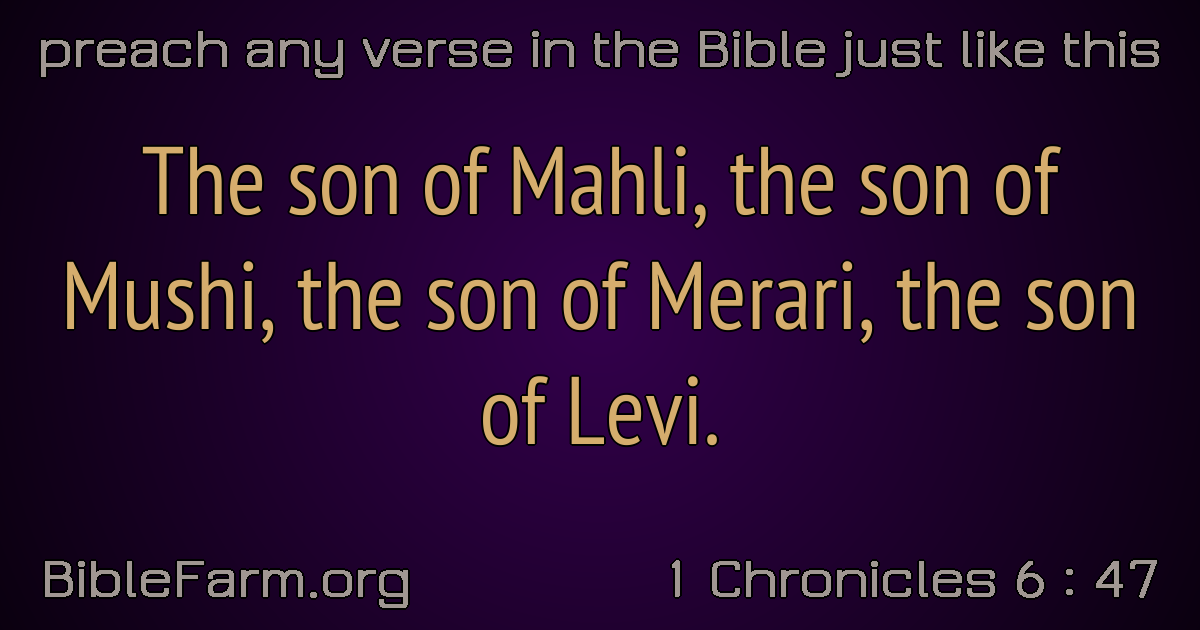 preach any verse in the Bible just like this
The son of Mahli, the son of
Mushi, the son of Merari, the son
of Levi.
BibleFarm.org
1 Chronicles 6 : 47